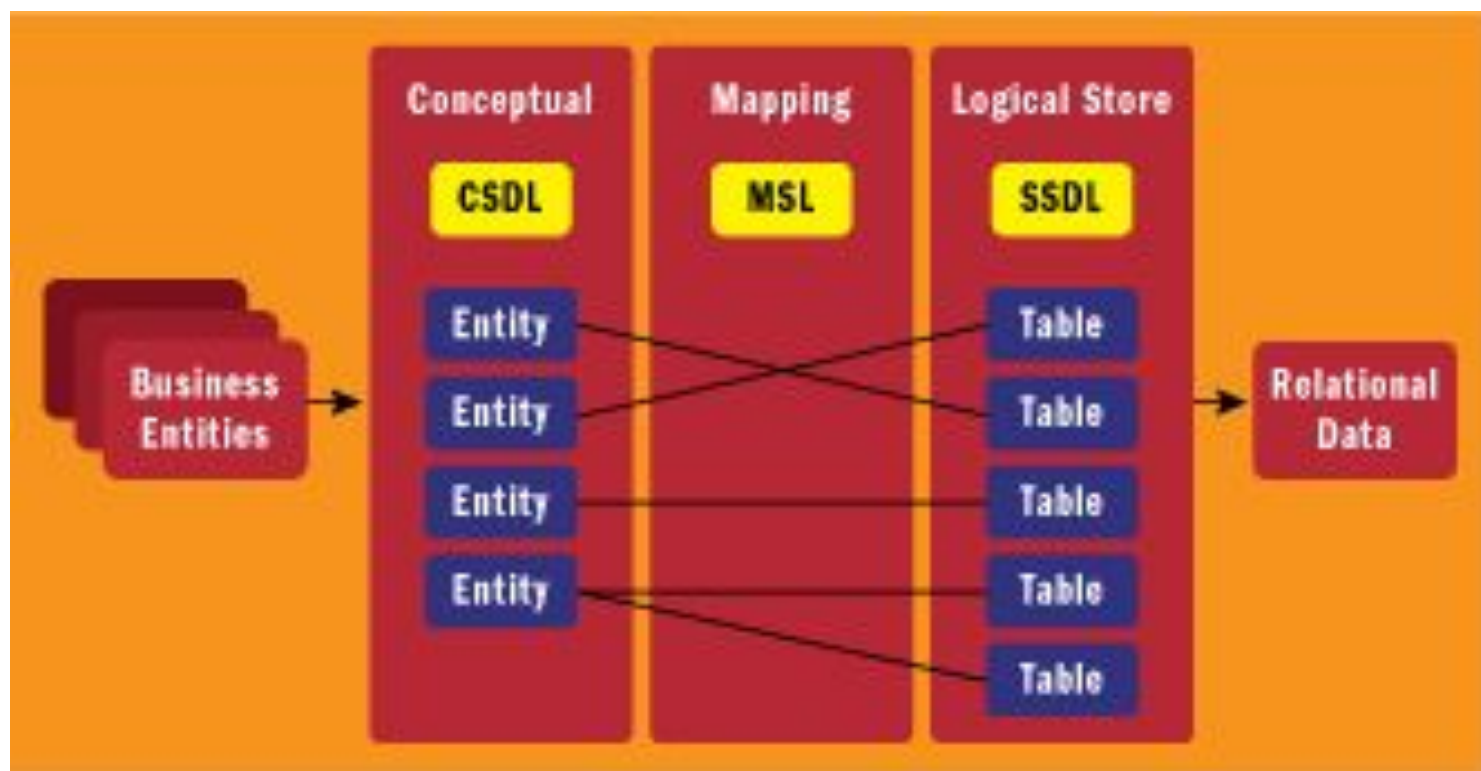 Conceptual
Mapping
Logical Store
CSDL
MSL
SSDL
Business
Entities
Entity
Entity
Entity
Entity
Table
Table
Table
Table
Table
Relational
Data